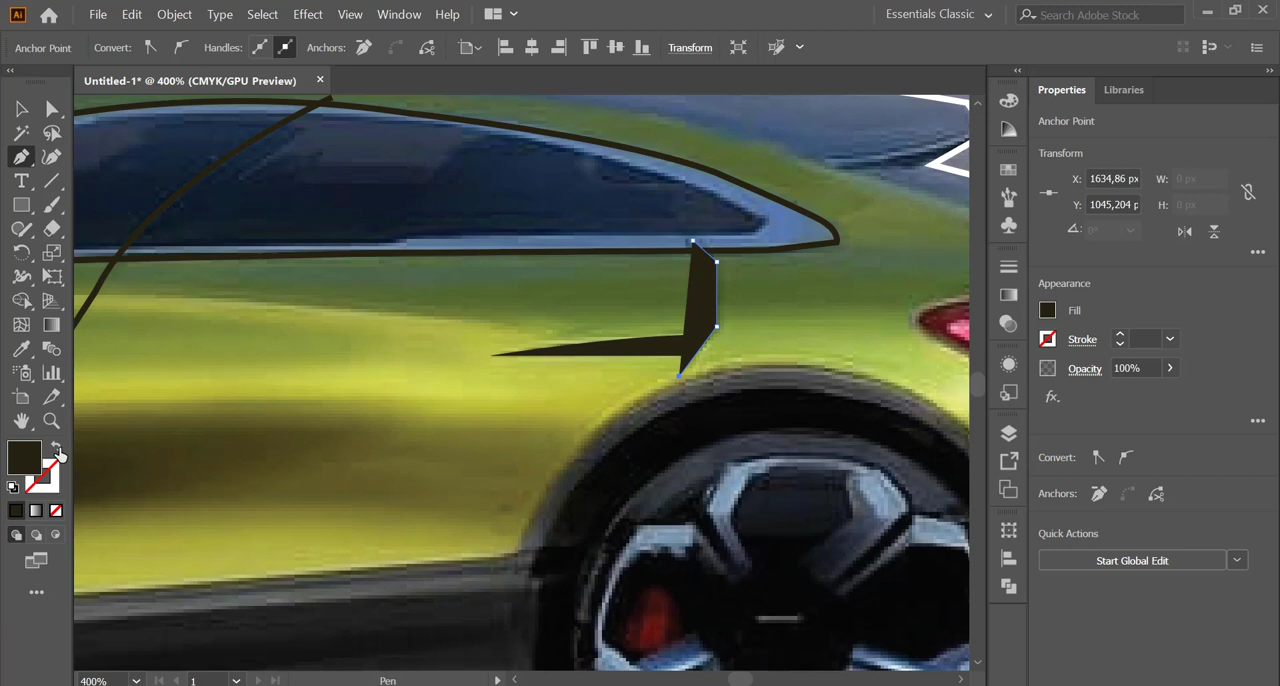 Ai File Edit Object Type Select Effect View Window Help Essentials Classic Search Adobe Stock
Anchor Point Convert: Handles: Anchors: Transform
Untitled-1* @ 400% (CMYK/GPU Preview)
Properties Libraries
Anchor Point
Transform
X: 1634,86 px W: 0 px
Y: 1045,204 p H: 0 px
0°
Appearance
Fill
Stroke
Opacity 100%
fx.
Convert:
Anchors:
Quick Actions
Start Global Edit
400% 1 Pen